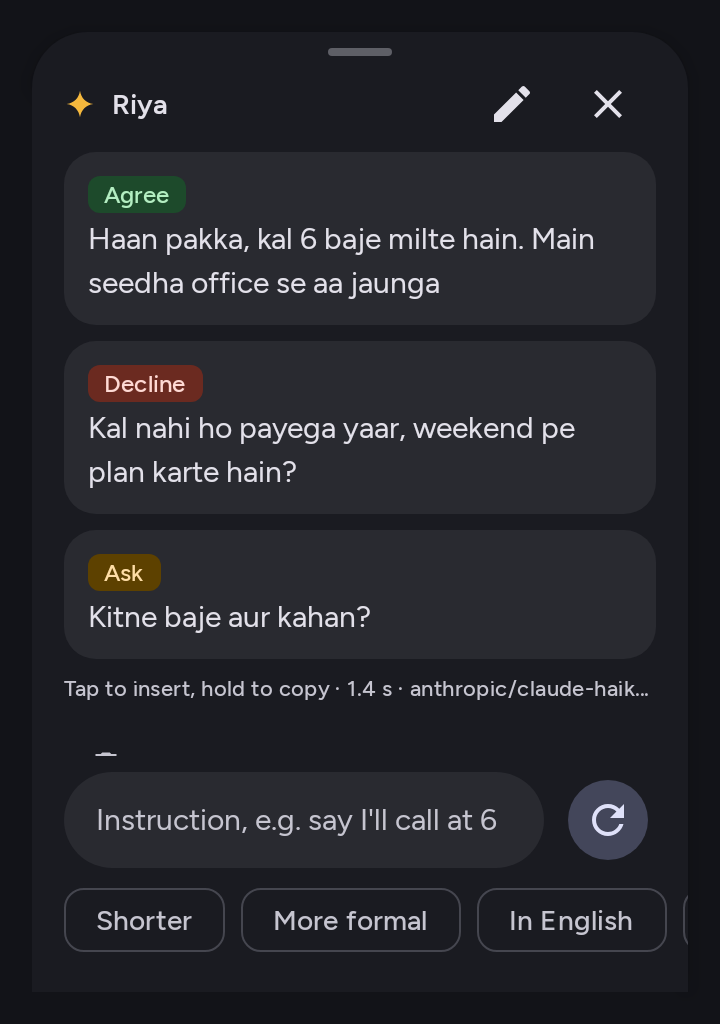 Riya
Agree
Haan pakka, kal 6 baje milte hain. Main
seedha office se aa jaunga
Decline
Kal nahi ho payega yaar, weekend pe
plan karte hain?
Ask
Kitne baje aur kahan?
Tap to insert, hold to copy · 1.4 s · anthropic/claude-haik...
Instruction, e.g. say I'll call at 6
Shorter
More formal
In English